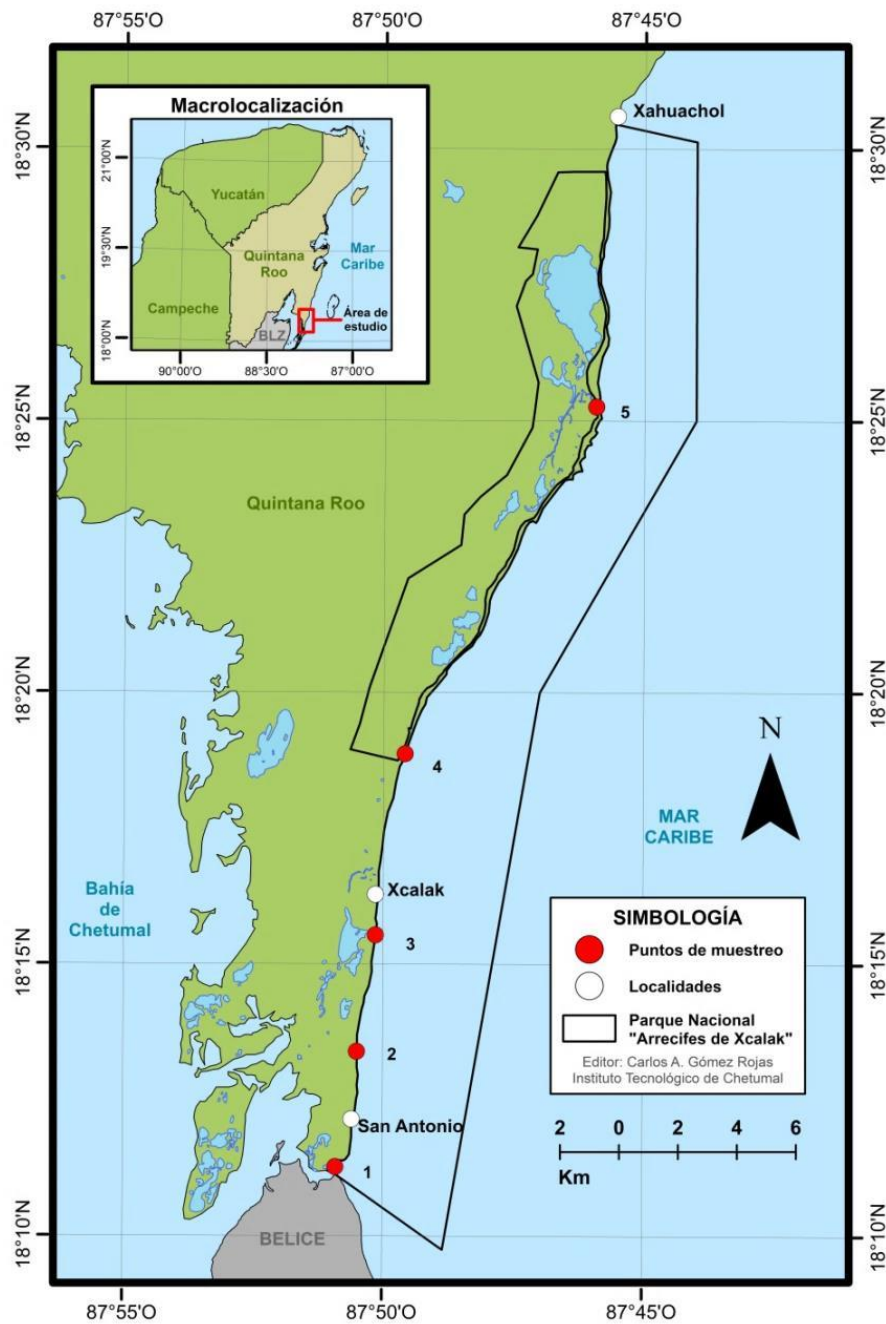 87°55'O
87°50'O
87°45'O
Macrolocalización
21°00'N
19°30'N
18°00'N
90°00'O
88°30'O
87°00'O
Yucatán
Quintana
Roo
Campeche
BLZ
Mar
Caribe
Área de
estudio
Xahuachol
18°30'N
18°30'N
18°25'N
18°25'N
5
Quintana Roo
18°20'N
18°20'N
4
N
MAR
CARIBE
Bahía
de
Chetumal
Xcalak
3
18°15'N
18°15'N
2
San Antonio
1
BELICE
18°10'N
18°10'N
SIMBOLOGÍA
Puntos de muestreo
Localidades
Parque Nacional
"Arrecifes de Xcalak"
Editor: Carlos A. Gómez Rojas
Instituto Tecnológico de Chetumal
2 0 2 4 6
Km
87°55'O
87°50'O
87°45'O